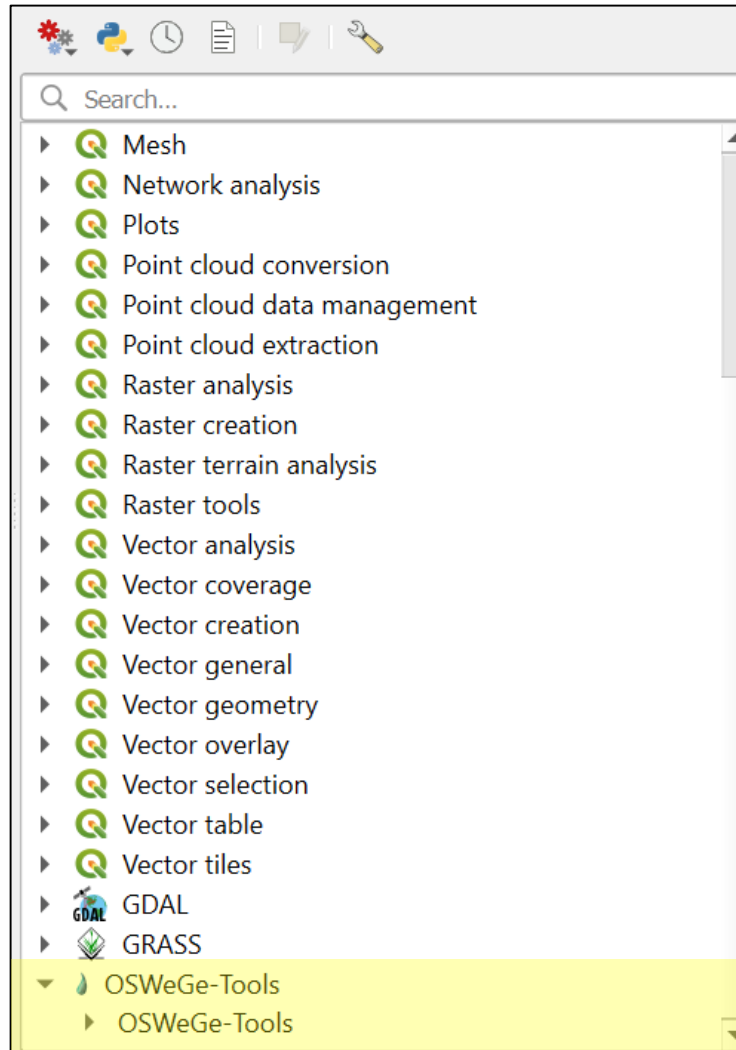 Search...
Mesh
Network analysis
Plots
Point cloud conversion
Point cloud data management
Point cloud extraction
Raster analysis
Raster creation
Raster terrain analysis
Raster tools
Vector analysis
Vector coverage
Vector creation
Vector general
Vector geometry
Vector overlay
Vector selection
Vector table
Vector tiles
GDAL GDAL
GRASS
OSWeGe-Tools
OSWeGe-Tools